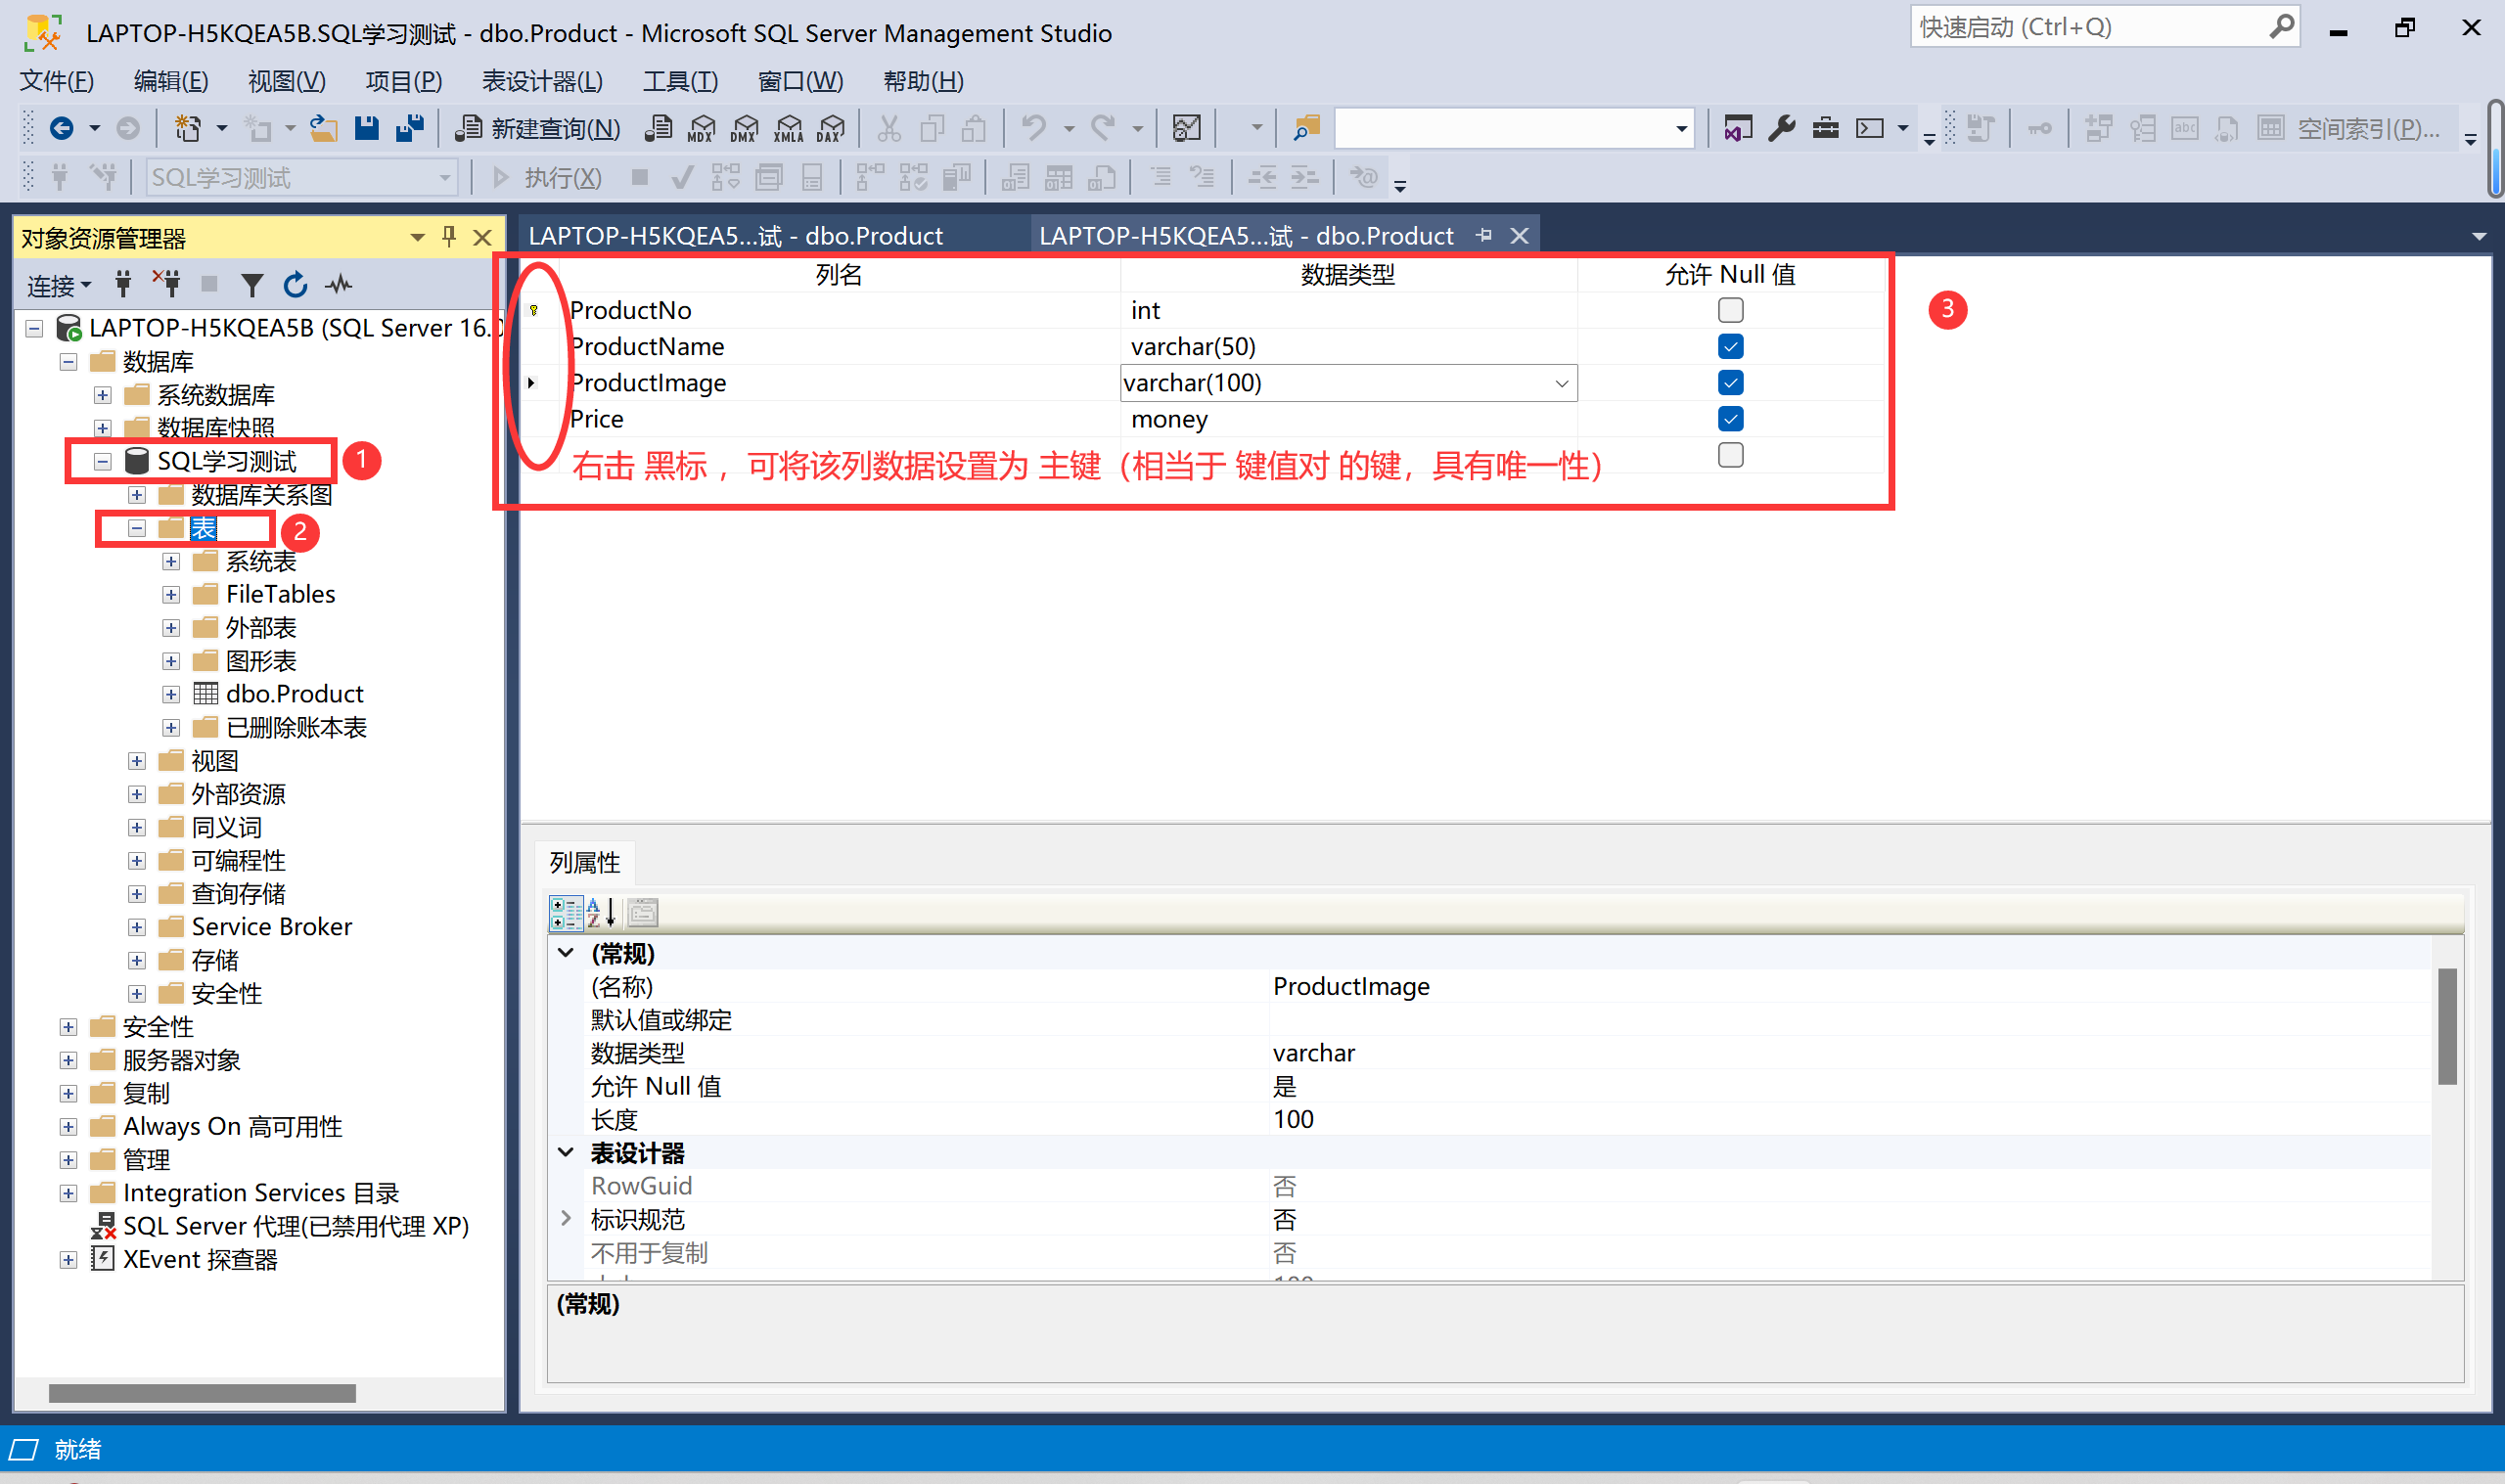 LAPTOP-H5KQEA5B.SQL学习测试 - dbo.Product - Microsoft SQL Server Management Studio
快速启动 (Ctrl+Q)
文件(F) 编辑(E) 视图(V) 项目(P) 表设计器(L) 工具(T) 窗口(W) 帮助(H)
新建查询(N) MDX DMX XMLA DAX 空间索引(P)...
SQL学习测试 执行(X)
对象资源管理器
连接
LAPTOP-H5KQEA5B (SQL Server 16.0
数据库
系统数据库
数据库快照
SQL学习测试
1
数据库关系图
表
2
系统表
FileTables
外部表
图形表
dbo.Product
已删除账本表
视图
外部资源
同义词
可编程性
查询存储
Service Broker
存储
安全性
安全性
服务器对象
复制
Always On 高可用性
管理
Integration Services 目录
SQL Server 代理(已禁用代理 XP)
XEvent 探查器
LAPTOP-H5KQEA5...试 - dbo.Product LAPTOP-H5KQEA5...试 - dbo.Product
列名 数据类型 允许 Null 值
3
ProductNo int
ProductName varchar(50)
ProductImage varchar(100)
Price money
右击 黑标 ，可将该列数据设置为 主键（相当于 键值对 的键，具有唯一性）
列属性
(常规)
(名称) ProductImage
默认值或绑定
数据类型 varchar
允许 Null 值 是
长度 100
表设计器
RowGuid 否
标识规范 否
不用于复制 否
(常规)
就绪